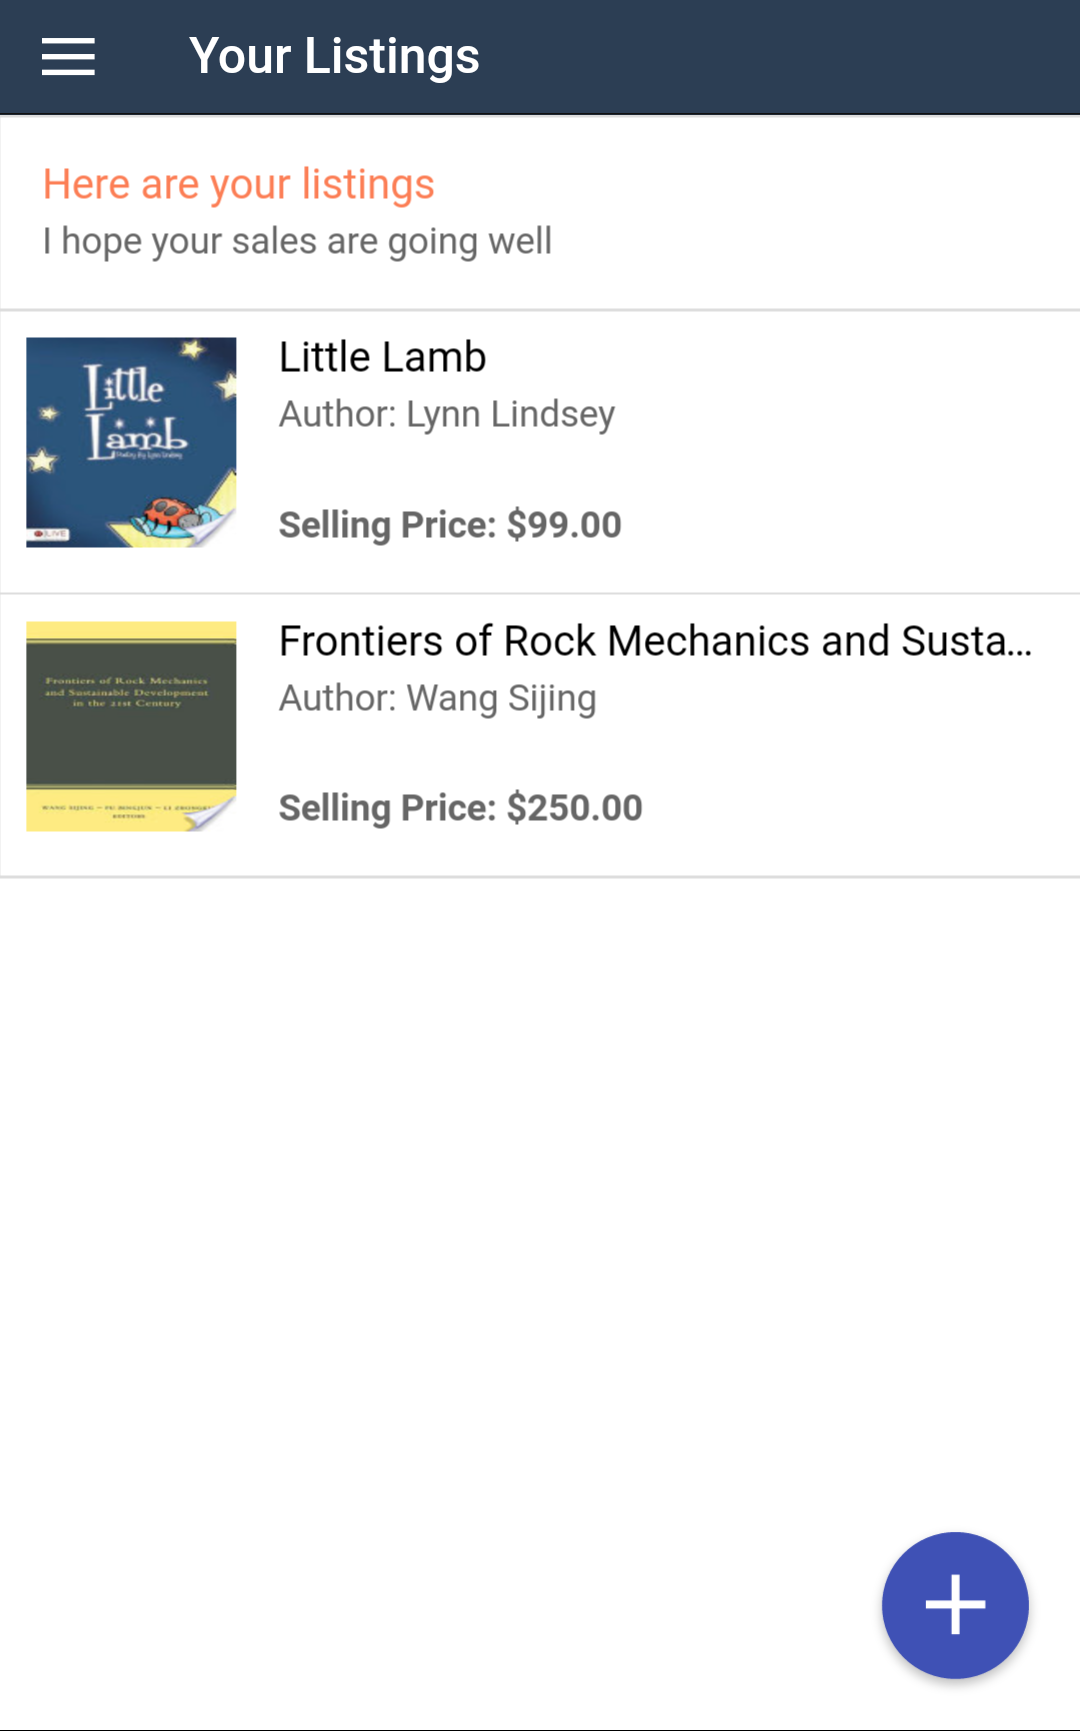 Your Listings
Here are your listings
I hope your sales are going well
Little
Lamb
Little Lamb
Author: Lynn Lindsey
Selling Price: $99.00
Frontiers of Rock Mechanics
and Sustainable Development
in the 21st Century
EDITORS
Frontiers of Rock Mechanics and Susta...
Author: Wang Sijing
Selling Price: $250.00